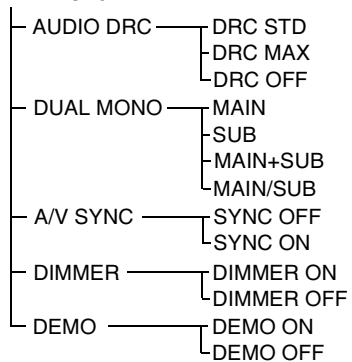 AUDIO DRC DRC STD
DRC MAX
DRC OFF
DUAL MONO MAIN
SUB
MAIN+SUB
MAIN/SUB
A/V SYNC SYNC OFF
SYNC ON
DIMMER DIMMER ON
DIMMER OFF
DEMO DEMO ON
DEMO OFF